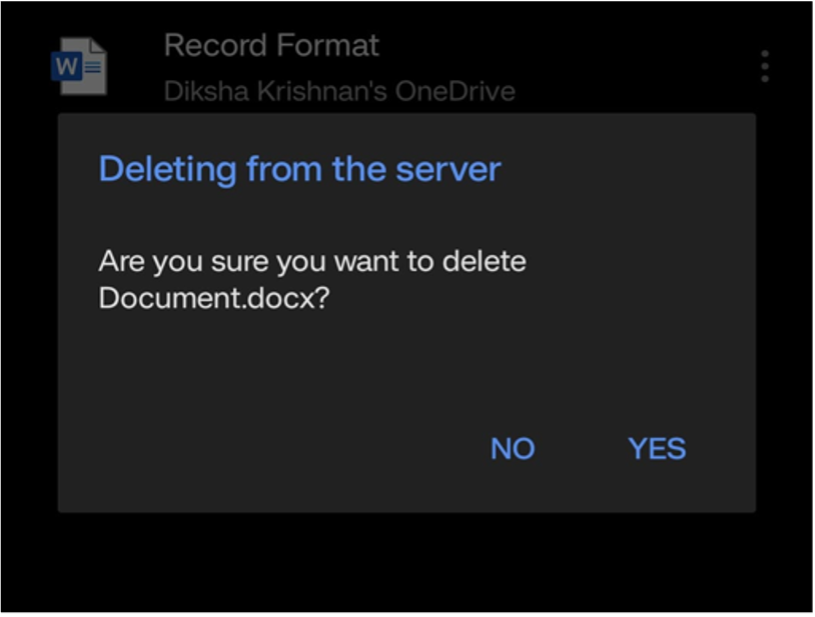 W
Record Format
Diksha Krishnan's OneDrive
Deleting from the server
Are you sure you want to delete
Document.docx?
NO YES